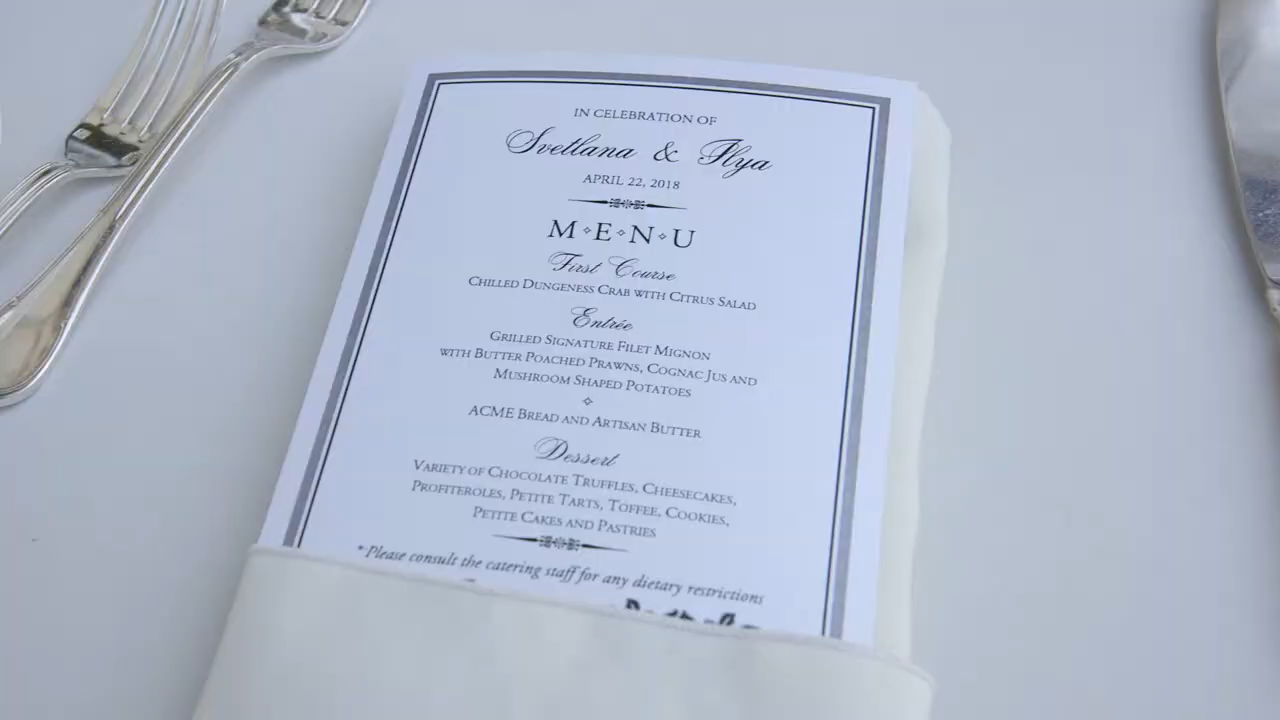 IN CELEBRATION OF
Svetlana & Ilya
APRIL 22, 2018
M⋄E⋄N⋄U
First Course
CHILLED DUNGENESS CRAB WITH CITRUS SALAD
Entrée
GRILLED SIGNATURE FILET MIGNON
WITH BUTTER POACHED PRAWNS, COGNAC JUS AND
MUSHROOM SHAPED POTATOES
ACME BREAD AND ARTISAN BUTTER
Dessert
VARIETY OF CHOCOLATE TRUFFLES, CHEESECAKES,
PROFITEROLES, PETITE TARTS, TOFFEE, COOKIES,
PETITE CAKES AND PASTRIES
*Please consult the catering staff for any dietary restrictions